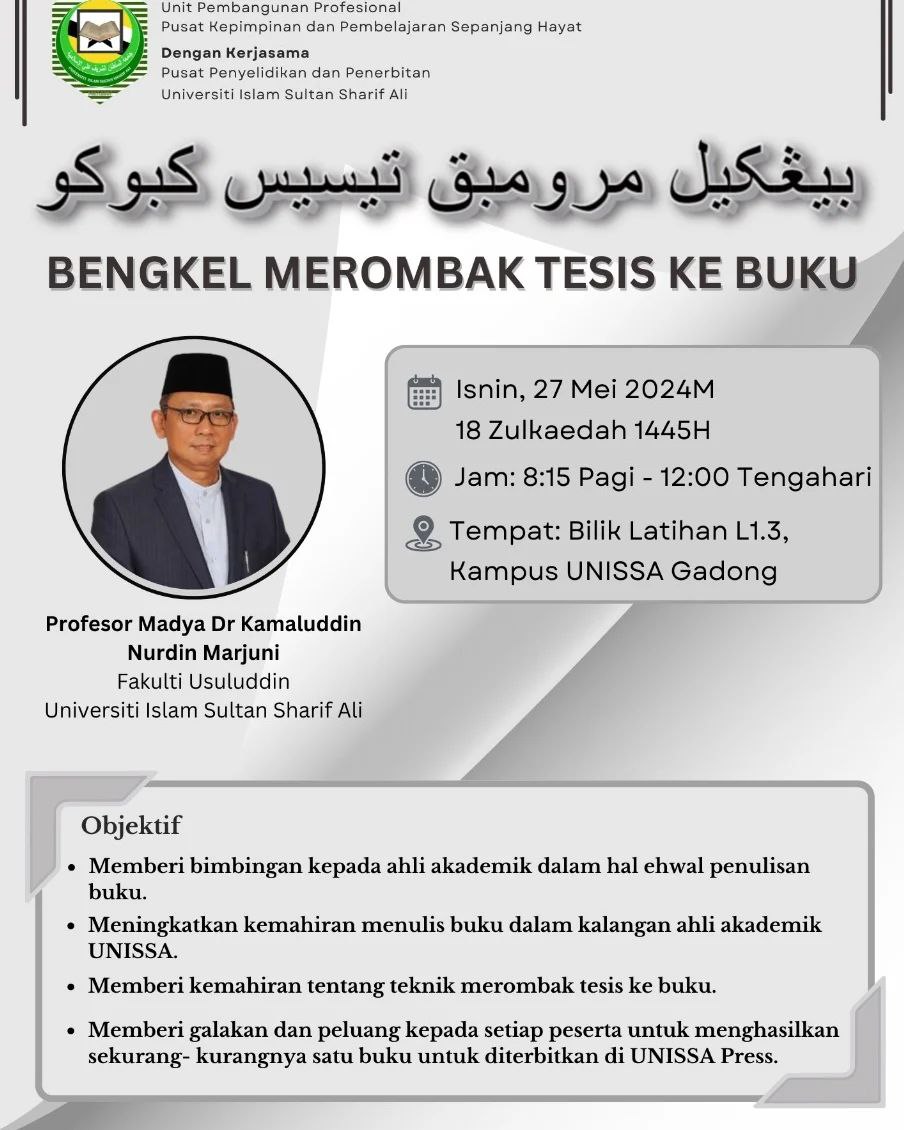 Unit Pembangunan Profesional
Pusat Kepimpinan dan Pembelajaran Sepanjang Hayat
Dengan Kerjasama
Pusat Penyelidikan dan Penerbitan
Universiti Islam Sultan Sharif Ali
بيڠکيل مرومبق تيسيس کبوکو
BENGKEL MEROMBAK TESIS KE BUKU
Isnin, 27 Mei 2024M
18 Zulkaedah 1445H
Jam: 8:15 Pagi - 12:00 Tengahari
Tempat: Bilik Latihan L1.3,
Kampus UNISSA Gadong
Profesor Madya Dr Kamaluddin
Nurdin Marjuni
Fakulti Usuluddin
Universiti Islam Sultan Sharif Ali
Objektif
• Memberi bimbingan kepada ahli akademik dalam hal ehwal penulisan
buku.
• Meningkatkan kemahiran menulis buku dalam kalangan ahli akademik
UNISSA.
• Memberi kemahiran tentang teknik merombak tesis ke buku.
• Memberi galakan dan peluang kepada setiap peserta untuk menghasilkan
sekurang- kurangnya satu buku untuk diterbitkan di UNISSA Press.